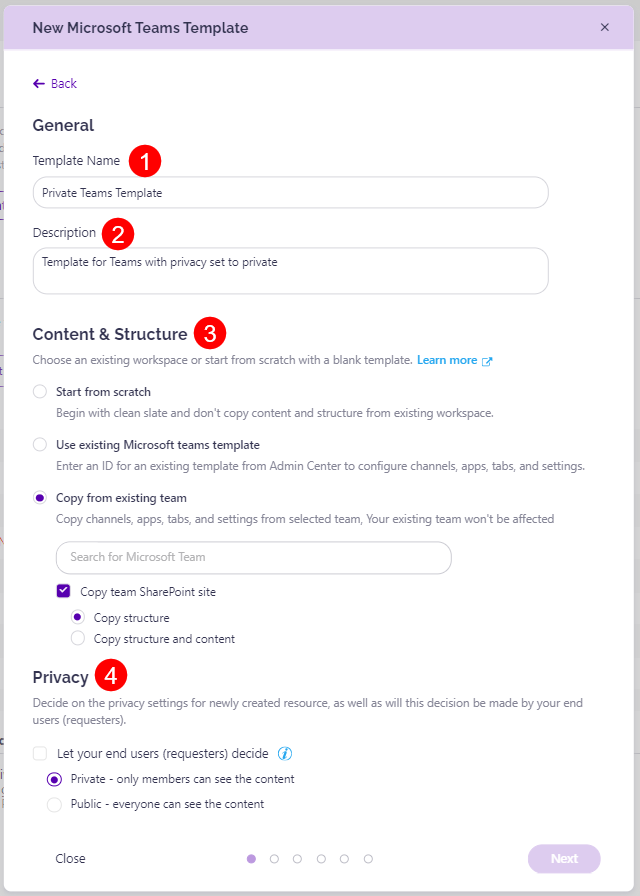 New Microsoft Teams Template
Back
General
Template Name 1
Private Teams Template
Description 2
Template for Teams with privacy set to private
Content & Structure 3
Choose an existing workspace or start from scratch with a blank template. Learn more
Start from scratch
Begin with clean slate and don't copy content and structure from existing workspace.
Use existing Microsoft teams template
Enter an ID for an existing template from Admin Center to configure channels, apps, tabs, and settings.
Copy from existing team
Copy channels, apps, tabs, and settings from selected team, Your existing team won't be affected
Search for Microsoft Team
Copy team SharePoint site
Copy structure
Copy structure and content
Privacy 4
Decide on the privacy settings for newly created resource, as well as will this decision be made by your end
users (requesters).
Let your end users (requesters) decide i
Private - only members can see the content
Public - everyone can see the content
Close
Next